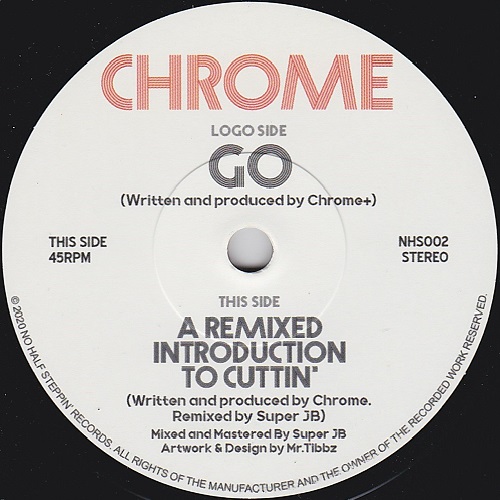 CHROME
LOGO SIDE
GO
(Written and produced by Chrome+)
THIS SIDE
45RPM
NHS002
STEREO
THIS SIDE
A REMIXED
INTRODUCTION
TO CUTTIN'
(Written and produced by Chrome.
Remixed by Super JB)
Mixed and Mastered By Super JB
Artwork & Design by Mr.Tibbz
© 2020 NO HALF STEPPIN' RECORDS. ALL RIGHTS OF THE MANUFACTURER AND THE OWNER OF THE RECORDED WORK RESERVED.